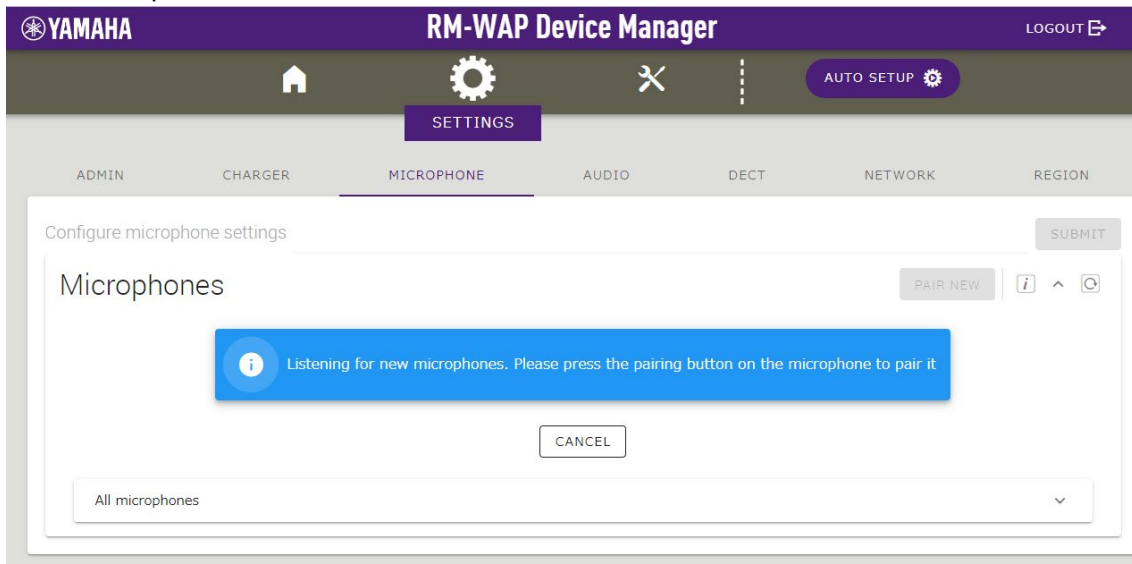 YAMAHA
RM-WAP Device Manager
LOGOUT
AUTO SETUP
SETTINGS
ADMIN CHARGER MICROPHONE AUDIO DECT NETWORK REGION
Configure microphone settings
SUBMIT
Microphones
PAIR NEW
i
i Listening for new microphones. Please press the pairing button on the microphone to pair it
CANCEL
All microphones